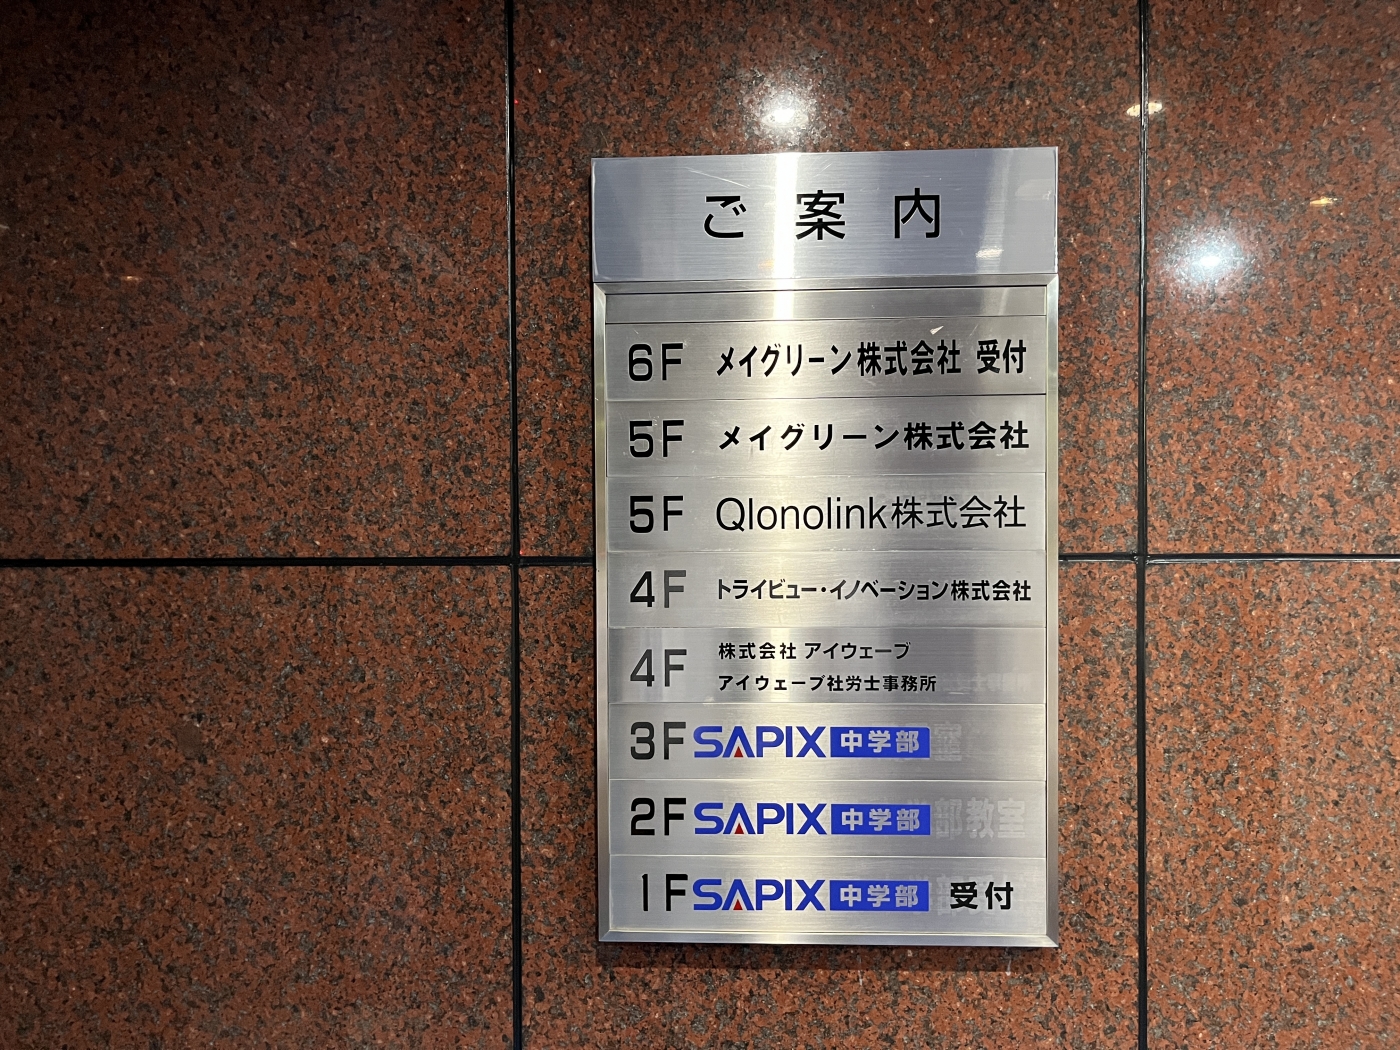 ご案内
6F メイグリーン株式会社 受付
5F メイグリーン株式会社
5F Qlonolink株式会社
4F トライビュー・イノベーション株式会社
4F 株式会社 アイウェーブ
アイウェーブ社労士事務所
3F SAPIX 中学部
2F SAPIX 中学部 部教室
1F SAPIX 中学部 受付